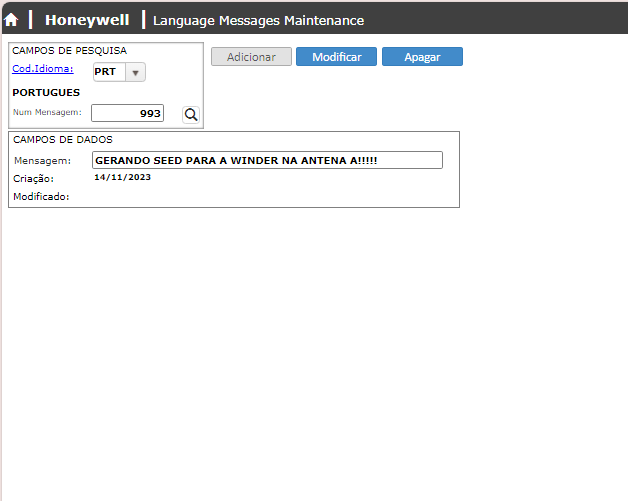 Honeywell Language Messages Maintenance
CAMPOS DE PESQUISA
Cod.Idioma: PRT
PORTUGUES
Num Mensagem: 993
Adicionar Modificar Apagar
CAMPOS DE DADOS
Mensagem: GERANDO SEED PARA A WINDER NA ANTENA A!!!!!
Criação: 14/11/2023
Modificado: